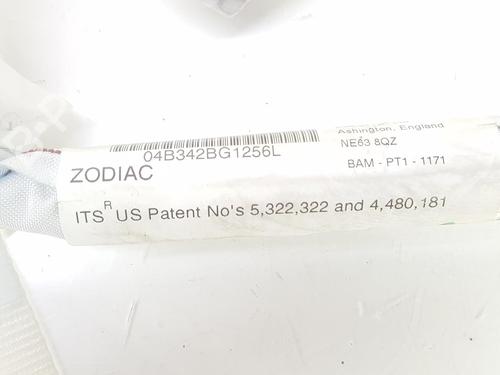 04B342BG1256L
ZODIAC
ITS R US Patent No's 5,322,322 and 4,480,181
Ashington, England
NE63 8QZ
BAM - PT1 - 1171